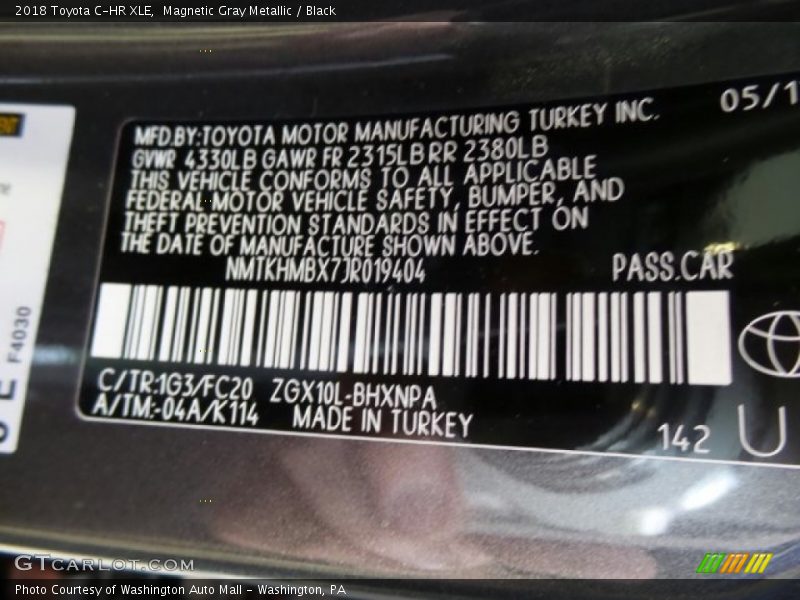 2018 Toyota C-HR XLE,  Magnetic Gray Metallic / Black
MFD.BY:TOYOTA MOTOR MANUFACTURING TURKEY INC.
05/1
GVWR 4330LB GAWR FR 2315LB RR 2380LB
THIS VEHICLE CONFORMS TO ALL APPLICABLE
FEDERAL MOTOR VEHICLE SAFETY, BUMPER, AND
THEFT PREVENTION STANDARDS IN EFFECT ON
THE DATE OF MANUFACTURE SHOWN ABOVE.
NMTKHMBX7JR019404
PASS.CAR
C/TR:1G3/FC20 ZGX10L-BHXNPA
A/TM:-04A/K114 MADE IN TURKEY
142 U
F4030
GTCARLOT.COM
Photo Courtesy of Washington Auto Mall - Washington, PA